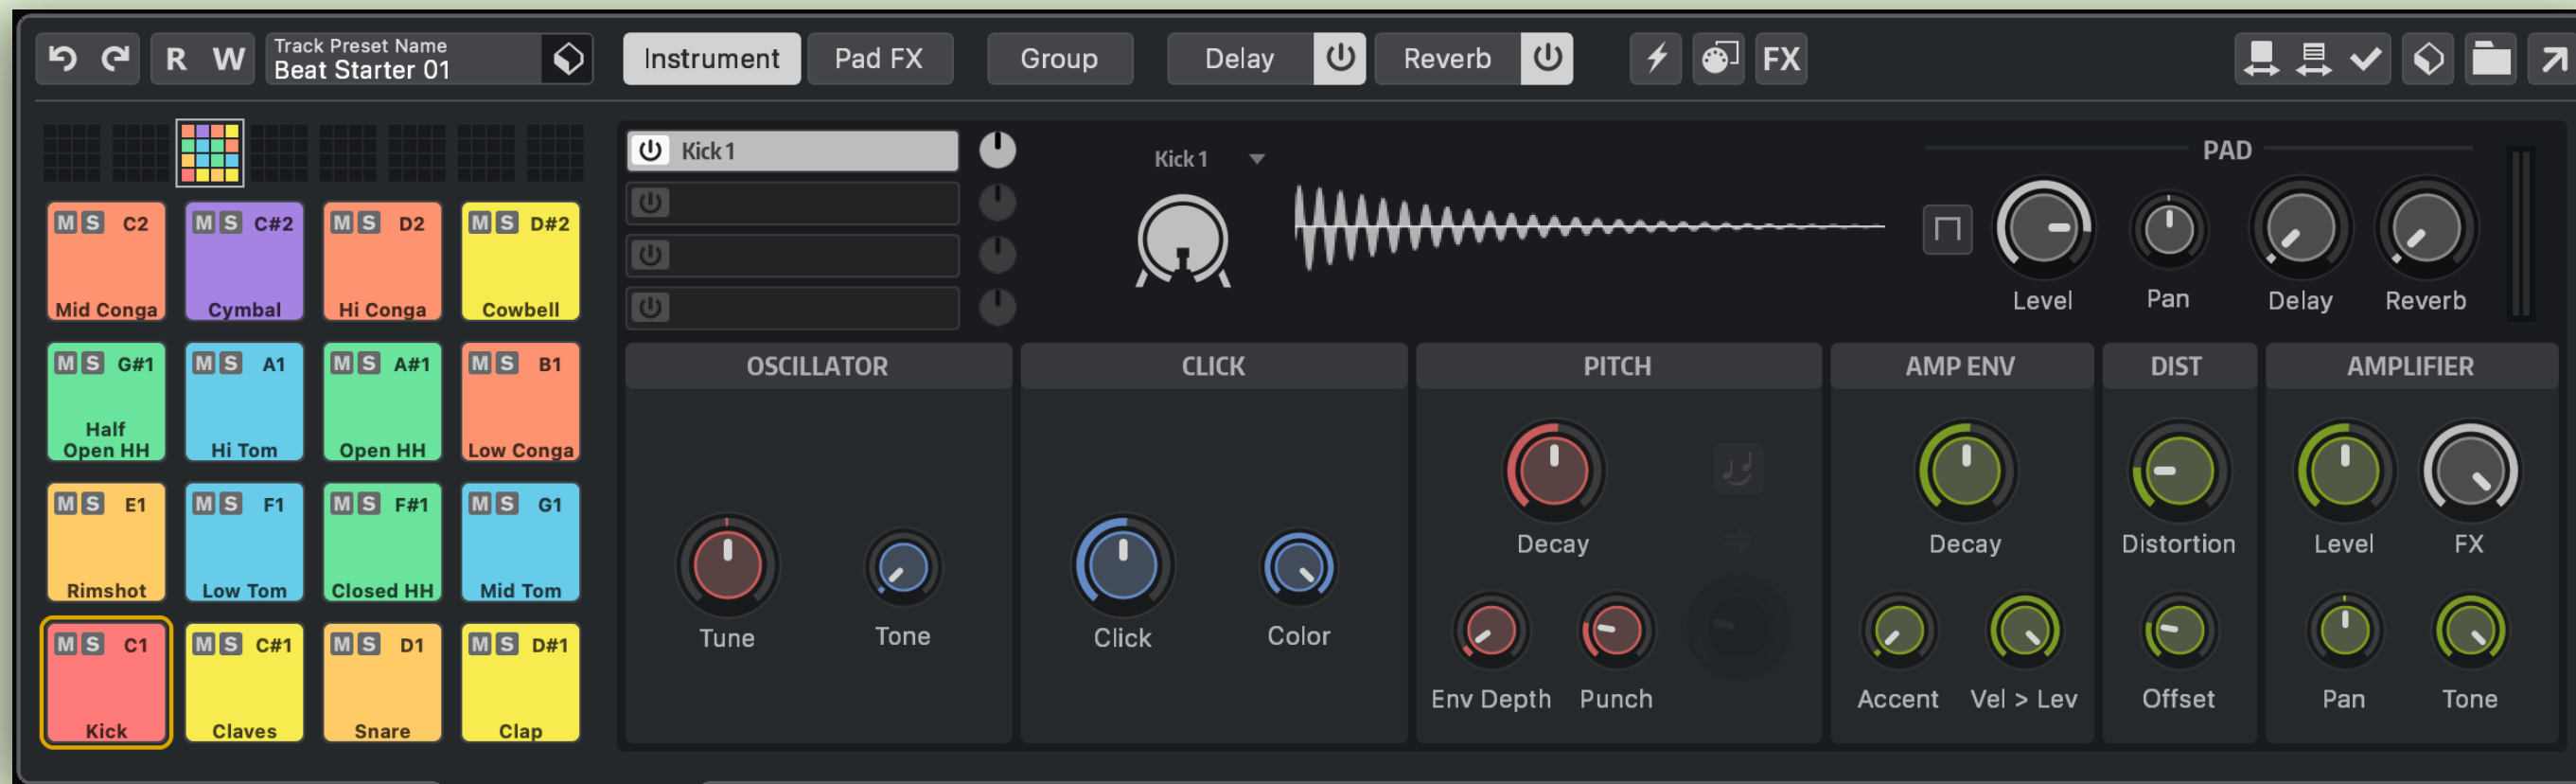 R W
Track Preset Name
Beat Starter 01
Instrument
Pad FX
Group
Delay
Reverb
FX
M S C2
Mid Conga
M S C#2
Cymbal
M S D2
Hi Conga
M S D#2
Cowbell
M S G#1
Half
Open HH
M S A1
Hi Tom
M S A#1
Open HH
M S B1
Low Conga
M S E1
Rimshot
M S F1
Low Tom
M S F#1
Closed HH
M S G1
Mid Tom
M S C1
Kick
M S C#1
Claves
M S D1
Snare
M S D#1
Clap
Kick 1
Kick 1
PAD
Level
Pan
Delay
Reverb
OSCILLATOR
Tune
Tone
CLICK
Click
Color
PITCH
Decay
Env Depth
Punch
AMP ENV
Decay
Accent
Vel > Lev
DIST
Distortion
Offset
AMPLIFIER
Level
FX
Pan
Tone